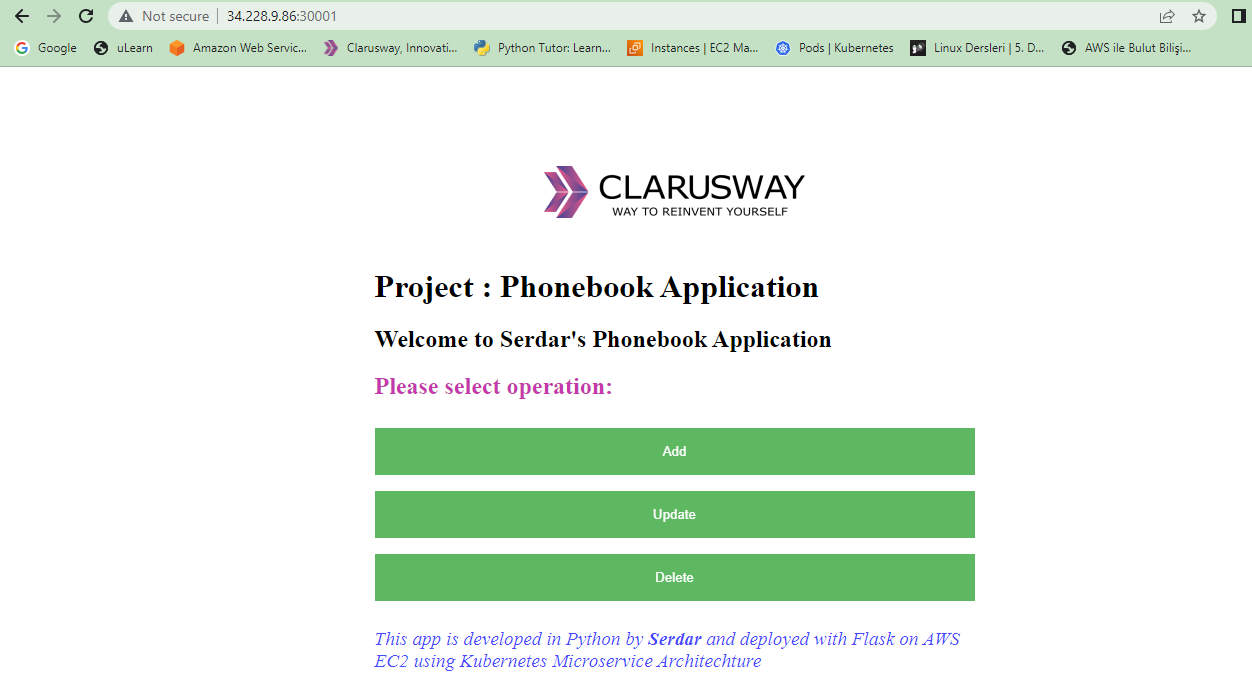 Not secure | 34.228.9.86:30001
Google uLearn Amazon Web Servic... Clarusway, Innovati... Python Tutor: Learn... Instances | EC2 Ma... Pods | Kubernetes Linux Dersleri | 5. D... AWS ile Bulut Bilişi...
CLARUSWAY
WAY TO REINVENT YOURSELF
Project : Phonebook Application
Welcome to Serdar's Phonebook Application
Please select operation:
Add
Update
Delete
This app is developed in Python by Serdar and deployed with Flask on AWS
EC2 using Kubernetes Microservice Architechture